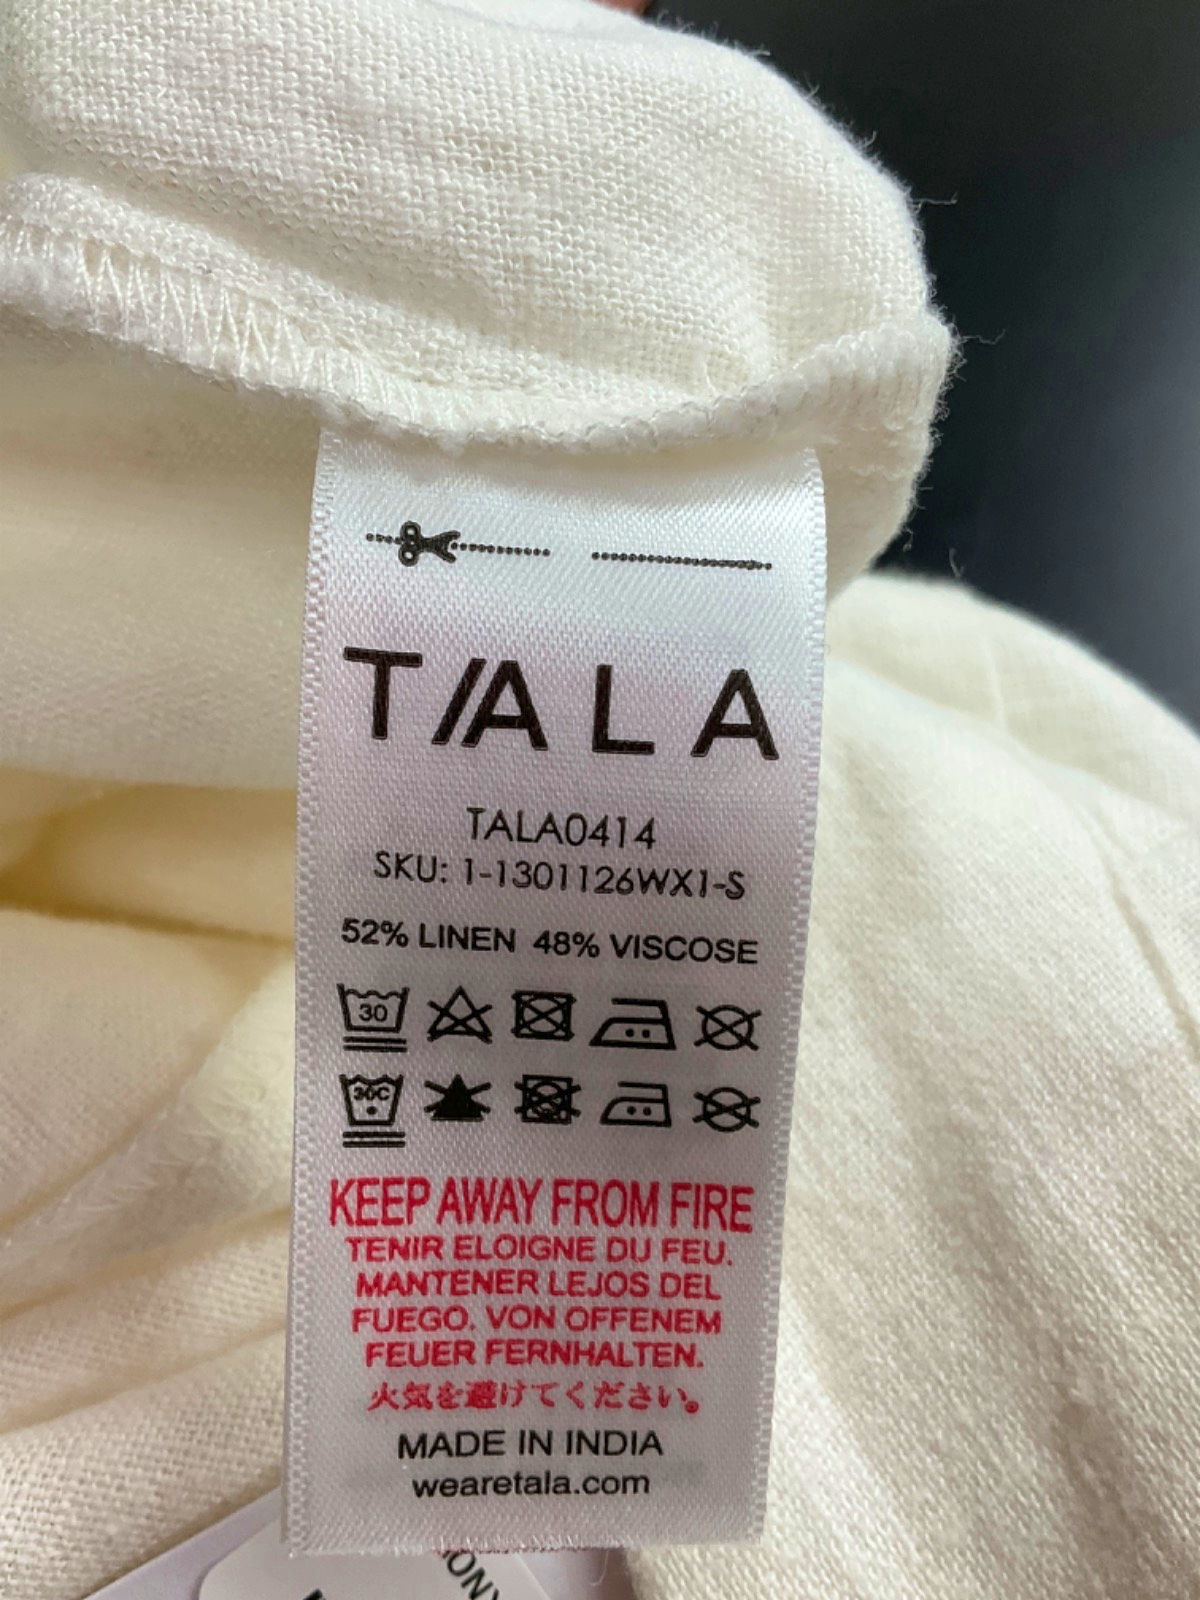 TALA
TALA0414
SKU: 1-1301126WX1-S
52% LINEN 48% VISCOSE
30
30C
KEEP AWAY FROM FIRE
TENIR ELOIGNE DU FEU.
MANTENER LEJOS DEL
FUEGO. VON OFFENEM
FEUER FERNHALTEN.
火気を避けてください。
MADE IN INDIA
wearetala.com